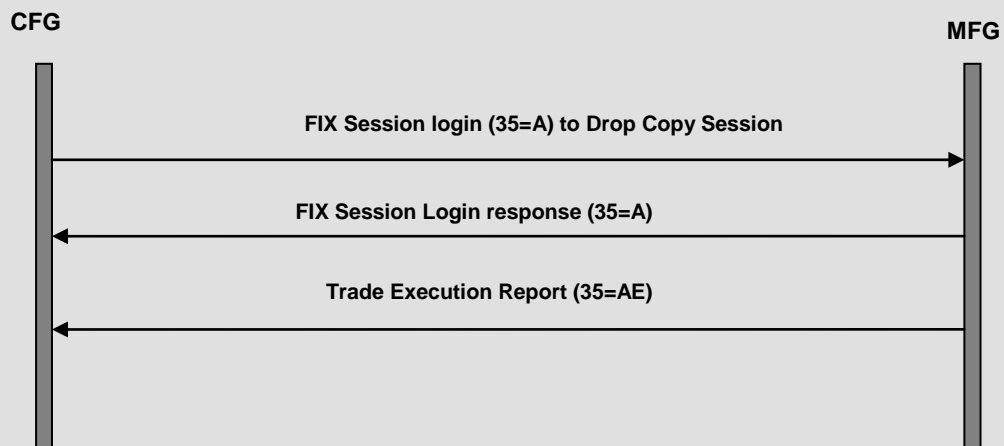 CFG
MFG
FIX Session login (35=A) to Drop Copy Session
FIX Session Login response (35=A)
Trade Execution Report (35=AE)